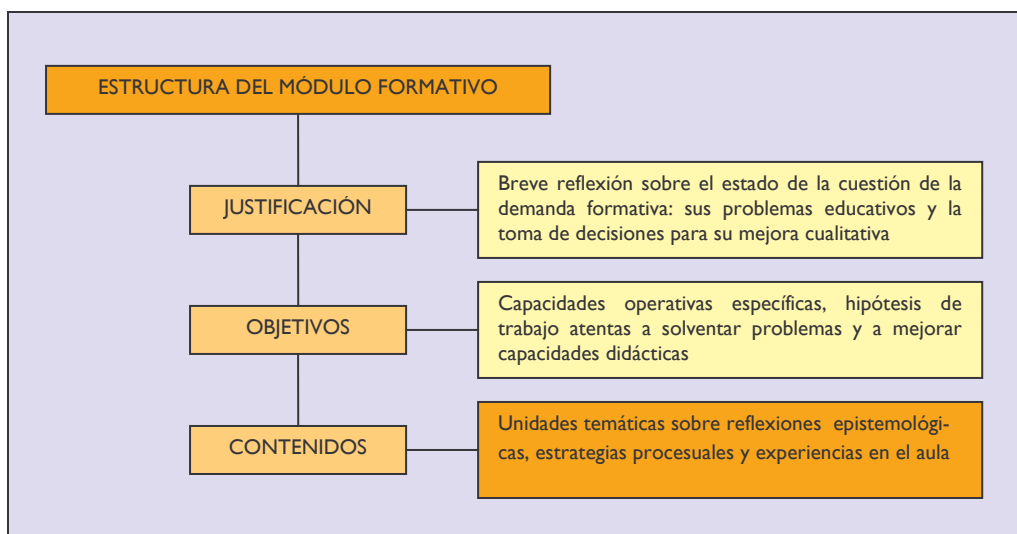 ESTRUCTURA DEL MÓDULO FORMATIVO
JUSTIFICACIÓN
Breve reflexión sobre el estado de la cuestión de la
demanda formativa: sus problemas educativos y la
toma de decisiones para su mejora cualitativa
OBJETIVOS
Capacidades operativas específicas, hipótesis de
trabajo atentas a solventar problemas y a mejorar
capacidades didácticas
CONTENIDOS
Unidades temáticas sobre reflexiones epistemológi-
cas, estrategias procesuales y experiencias en el aula